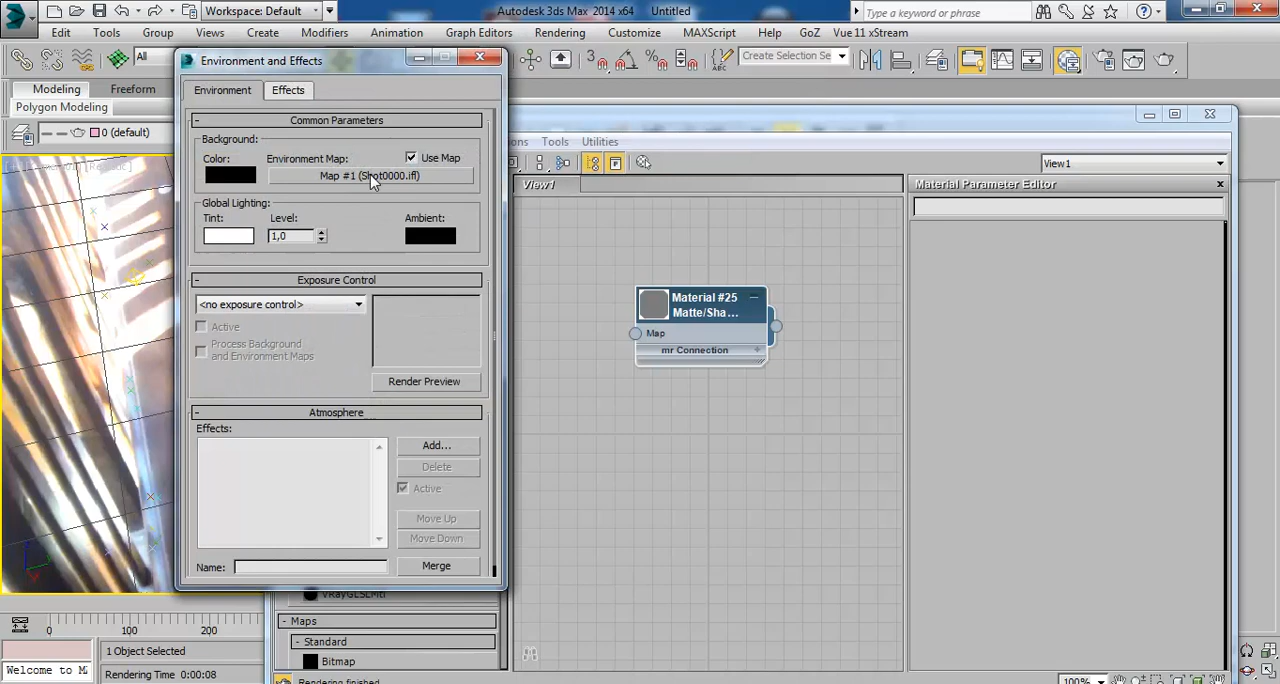 Workspace: Default
Autodesk 3ds Max 2014 x64 Untitled
Type a keyword or phrase
Edit Tools Group Views Create Modifiers Animation Graph Editors Rendering Customize MAXScript Help GoZ Vue 11 xStream
All
Create Selection Se
Modeling Freeform
Polygon Modeling
0 (default)
Environment and Effects
Environment Effects
- Common Parameters
Background:
Color: Environment Map: Use Map
Map #1 (Shot0000.ifl)
Global Lighting:
Tint: Level: Ambient:
1,0
- Exposure Control
<no exposure control>
Active
Process Background
and Environment Maps
Render Preview
- Atmosphere
Effects:
Add...
Delete
Active
Move Up
Move Down
Name:
Merge
ons Tools Utilities
View1
View1
Material Parameter Editor
Material #25
Matte/Sha...
Map
mr Connection +
VRayGLSLMtl
- Maps
- Standard
Bitmap
Rendering finished
100%
0 100 200
1 Object Selected
Welcome to M
Rendering Time 0:00:08